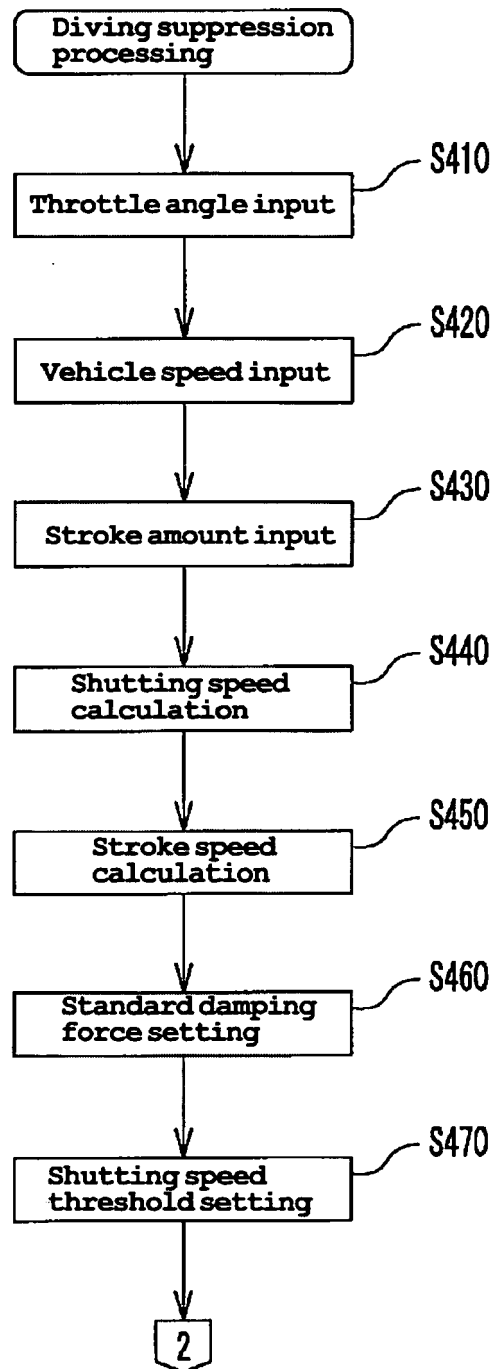 Diving suppression
processing
S410
Throttle angle input
S420
Vehicle speed input
S430
Stroke amount input
S440
Shutting speed
calculation
S450
Stroke speed
calculation
S460
Standard damping
force setting
S470
Shutting speed
threshold setting
2